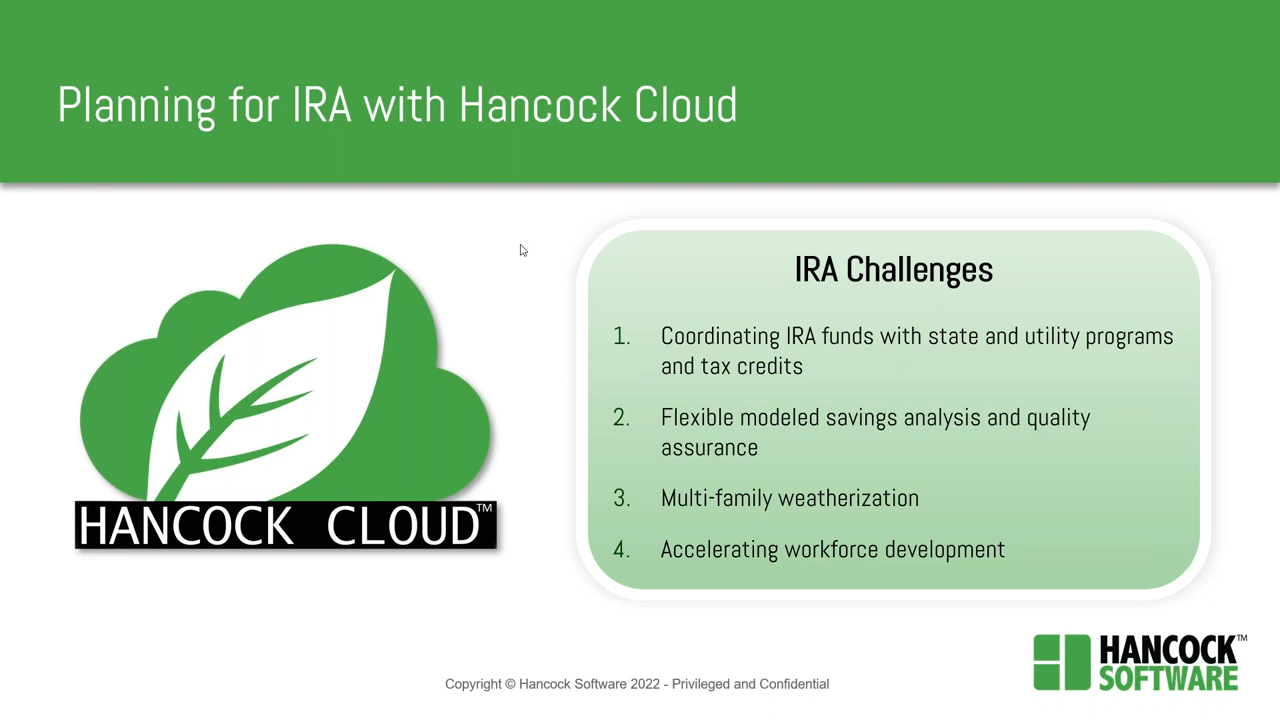 Planning for IRA with Hancock Cloud
HANCOCK CLOUD™
IRA Challenges
1. Coordinating IRA funds with state and utility programs
and tax credits
2. Flexible modeled savings analysis and quality
assurance
3. Multi-family weatherization
4. Accelerating workforce development
HANCOCK™
SOFTWARE
Copyright © Hancock Software 2022 - Privileged and Confidential